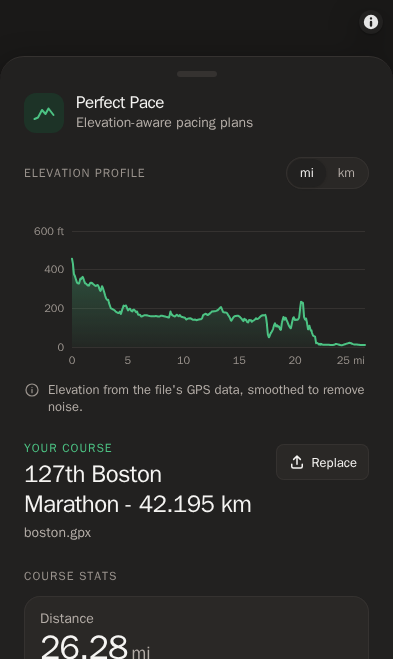 Perfect Pace
Elevation-aware pacing plans
ELEVATION PROFILE
mi km
600 ft
400
200
0
0 5 10 15 20 25 mi
Elevation from the file's GPS data, smoothed to remove
noise.
YOUR COURSE
127th Boston
Marathon - 42.195 km
Replace
boston.gpx
COURSE STATS
Distance
26.28 mi